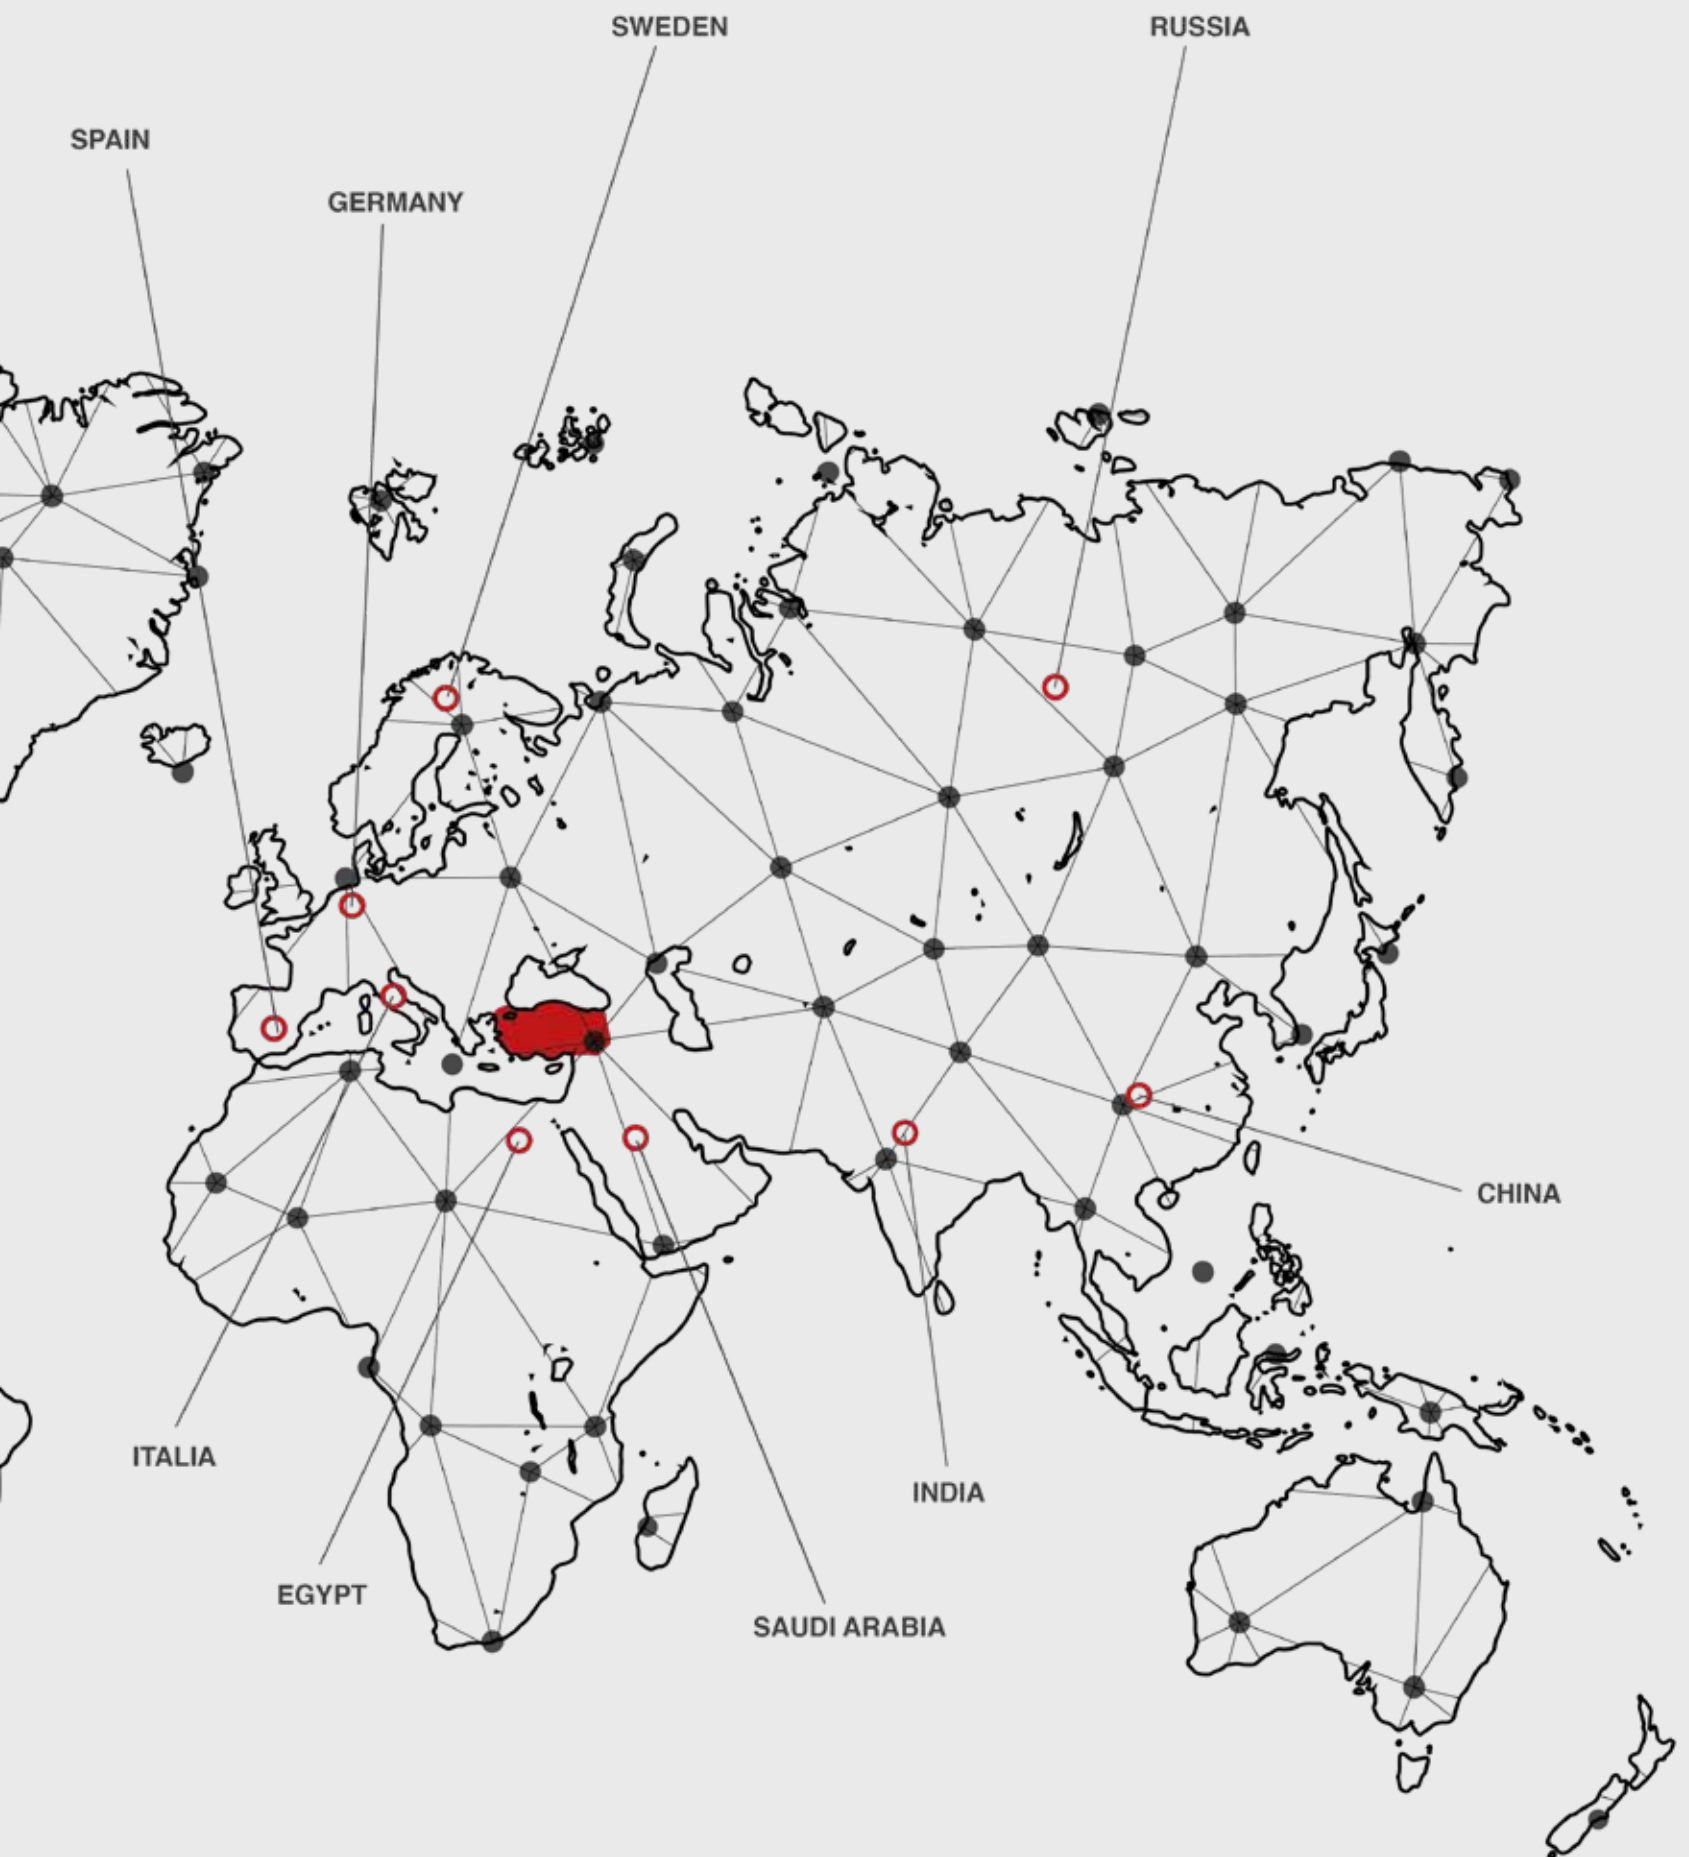 SWEDEN
RUSSIA
SPAIN
GERMANY
CHINA
ITALIA
INDIA
EGYPT
SAUDI ARABIA